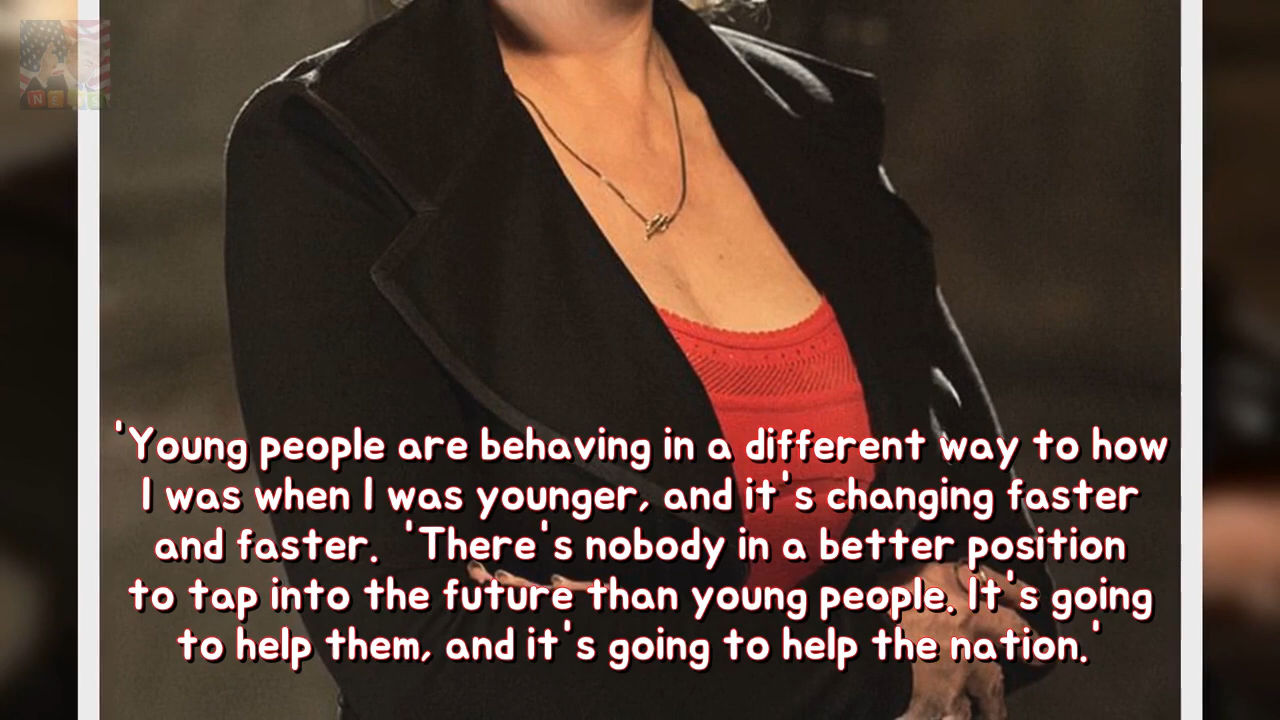 'Young people are behaving in a different way to how
I was when I was younger, and it's changing faster
and faster. 'There's nobody in a better position
to tap into the future than young people. It's going
to help them, and it's going to help the nation.'